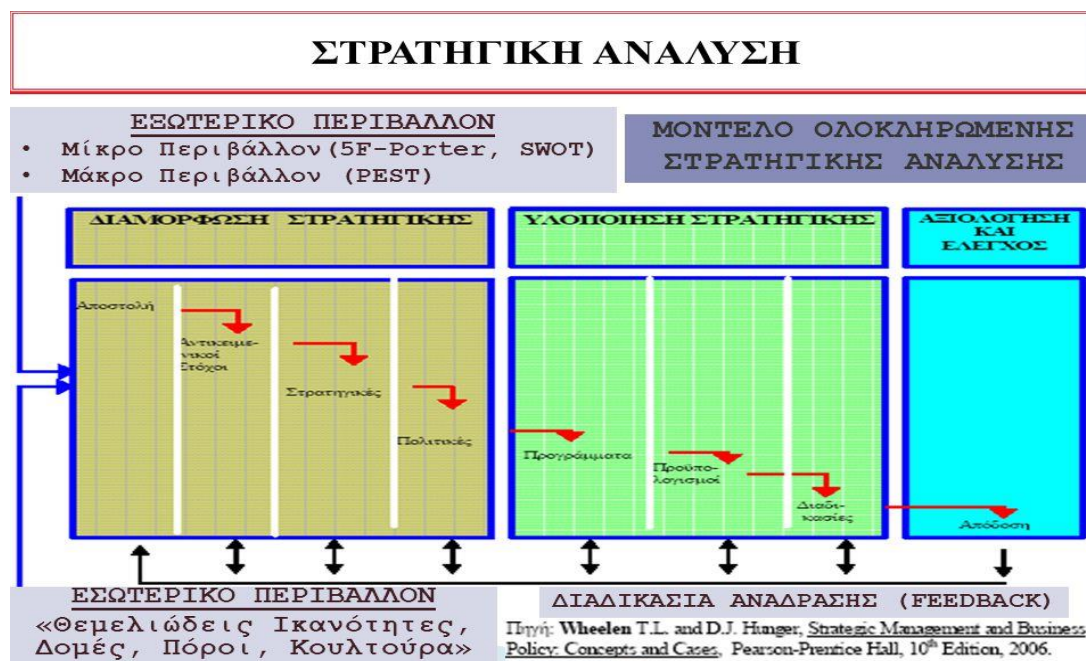 ΣΤΡΑΤΗΓΙΚΗ ΑΝΑΛΥΣΗ
ΕΞΩΤΕΡΙΚΟ ΠΕΡΙΒΑΛΛΟΝ
• Μίκρο Περιβάλλον (5F-Porter, SWOT)
• Μάκρο Περιβάλλον (PEST)
ΜΟΝΤΕΛΟ ΟΛΟΚΛΗΡΩΜΕΝΗΣ
ΣΤΡΑΤΗΓΙΚΗΣ ΑΝΑΛΥΣΗΣ
ΔΙΑΜΟΡΦΩΣΗ ΣΤΡΑΤΗΓΙΚΗΣ
ΥΛΟΠΟΙΗΣΗ ΣΤΡΑΤΗΓΙΚΗΣ
ΑΞΙΟΛΟΓΗΣΗ
ΚΑΙ
ΕΛΕΓΧΟΣ
Αποστολή
Αντικειμε-
νικοί
Στόχοι
Στρατηγικές
Πολιτικές
Προγράμματα
Προϋπο-
λογισμοί
Διαδι-
κασίες
Απόδοση
ΕΣΩΤΕΡΙΚΟ ΠΕΡΙΒΑΛΛΟΝ
«Θεμελιώδεις Ικανότητες,
Δομές, Πόροι, Κουλτούρα»
ΔΙΑΔΙΚΑΣΙΑ ΑΝΑΔΡΑΣΗΣ (FEEDBACK)
Πηγή: Wheelen T.L. and D.J. Hunger, Strategic Management and Business
Policy: Concepts and Cases, Pearson-Prentice Hall, 10th Edition, 2006.